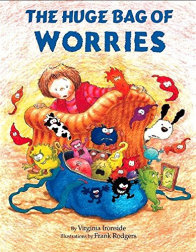 THE HUGE BAG OF
WORRIES
By Virginia Ironside
Illustrations by Frank Rodgers